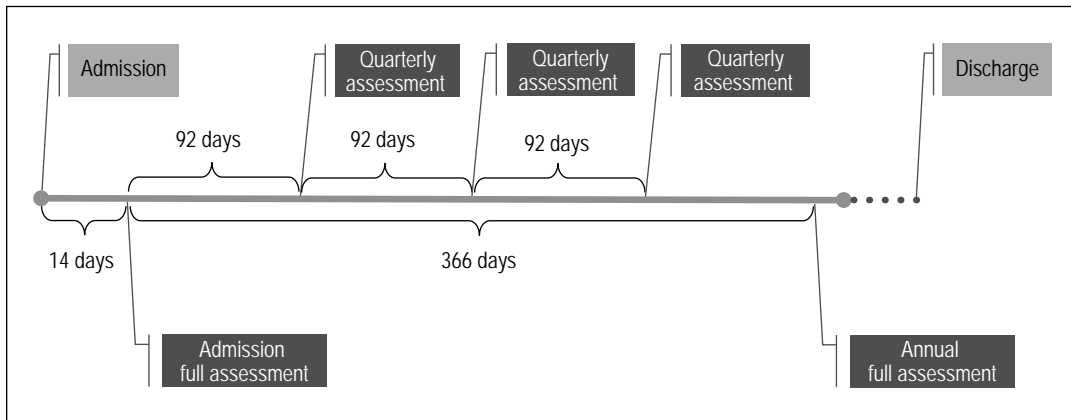 Admission
Quarterly
assessment
Quarterly
assessment
Quarterly
assessment
Discharge
92 days
92 days
92 days
14 days
366 days
Admission
full assessment
Annual
full assessment